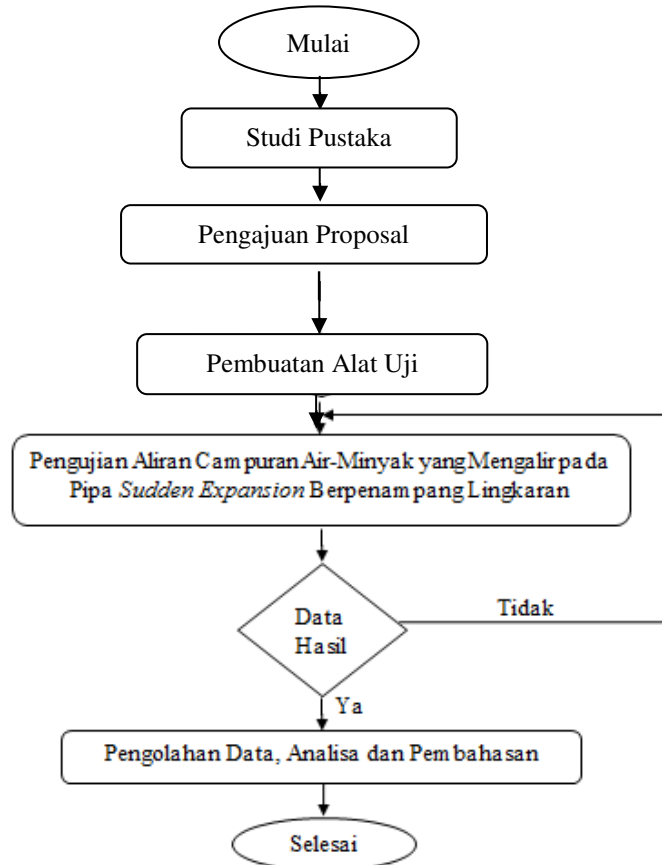 Mulai
Studi Pustaka
Pengajuan Proposal
Pembuatan Alat Uji
Pengujian Aliran Campuran Air-Minyak yang Mengalir pada
Pipa Sudden Expansion Berpenampang Lingkaran
Data
Hasil
Tidak
Ya
Pengolahan Data, Analisa dan Pembahasan
Selesai